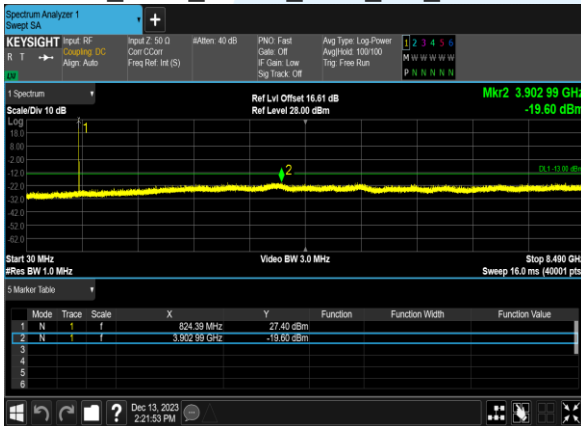 Spectrum Analyzer 1
Swept SA
+
KEYSIGHT Input: RF Input Z: 50 Ω #Atten: 40 dB PNO: Fast Avg Type: Log-Power 1 2 3 4 5 6
R T Coupling: DC Corr CCorr Gate: Off Avg|Hold: 100/100 M W W W W W
Align: Auto Freq Ref: Int (S) IF Gain: Low Trig: Free Run
LXI Sig Track: Off P N N N N N
1 Spectrum Ref Lvl Offset 16.61 dB Mkr2 3.902 99 GHz
Scale/Div 10 dB Ref Level 28.00 dBm -19.60 dBm
Log
1
18.0
8.00
-2.00
2
DL1 -13.00 dBm
-12.0
-22.0
-32.0
-42.0
-52.0
-62.0
Start 30 MHz Video BW 3.0 MHz Stop 8.490 GHz
#Res BW 1.0 MHz Sweep 16.0 ms (40001 pts)
5 Marker Table
Mode Trace Scale X Y Function Function Width Function Value
1 N 1 f 824.39 MHz 27.40 dBm
2 N 1 f 3.902 99 GHz -19.60 dBm
3
4
5
6
? Dec 13, 2023
2:21:53 PM